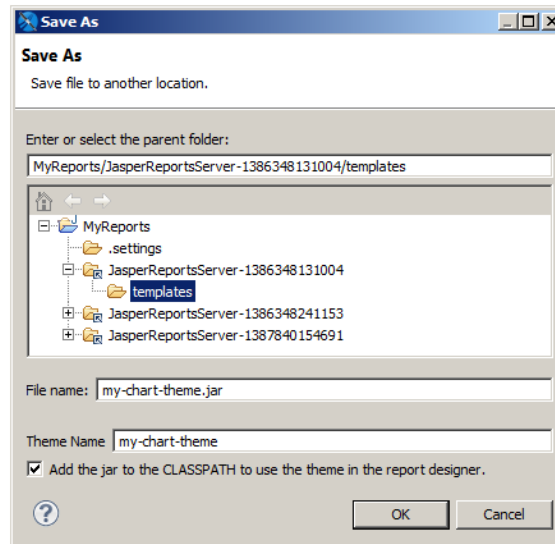 Save As
Save As
Save file to another location.
Enter or select the parent folder:
MyReports/JasperReportsServer-1386348131004/templates
MyReports
.settings
JasperReportsServer-1386348131004
templates
JasperReportsServer-1386348241153
JasperReportsServer-1387840154691
File name: my-chart-theme.jar
Theme Name my-chart-theme
Add the jar to the CLASSPATH to use the theme in the report designer.
? OK Cancel